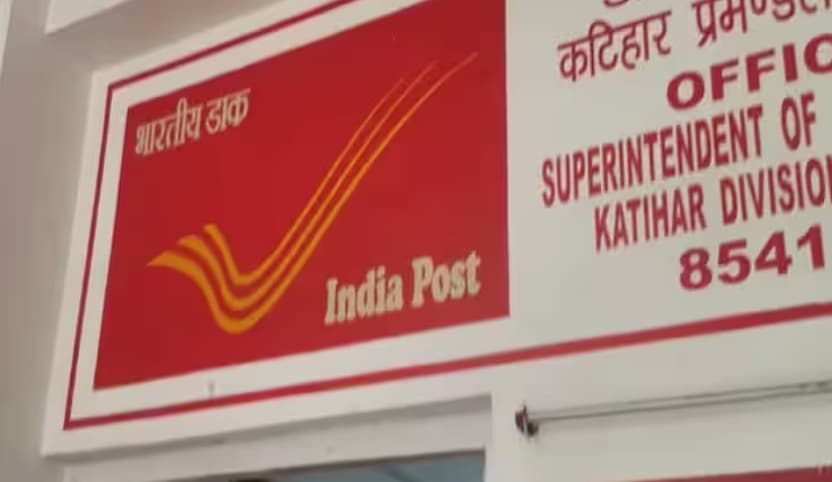 भारतीय डाक
India Post
कटिहार प्रमण्डल
OFFIC
SUPERINTENDENT OF
KATIHAR DIVISIO
8541